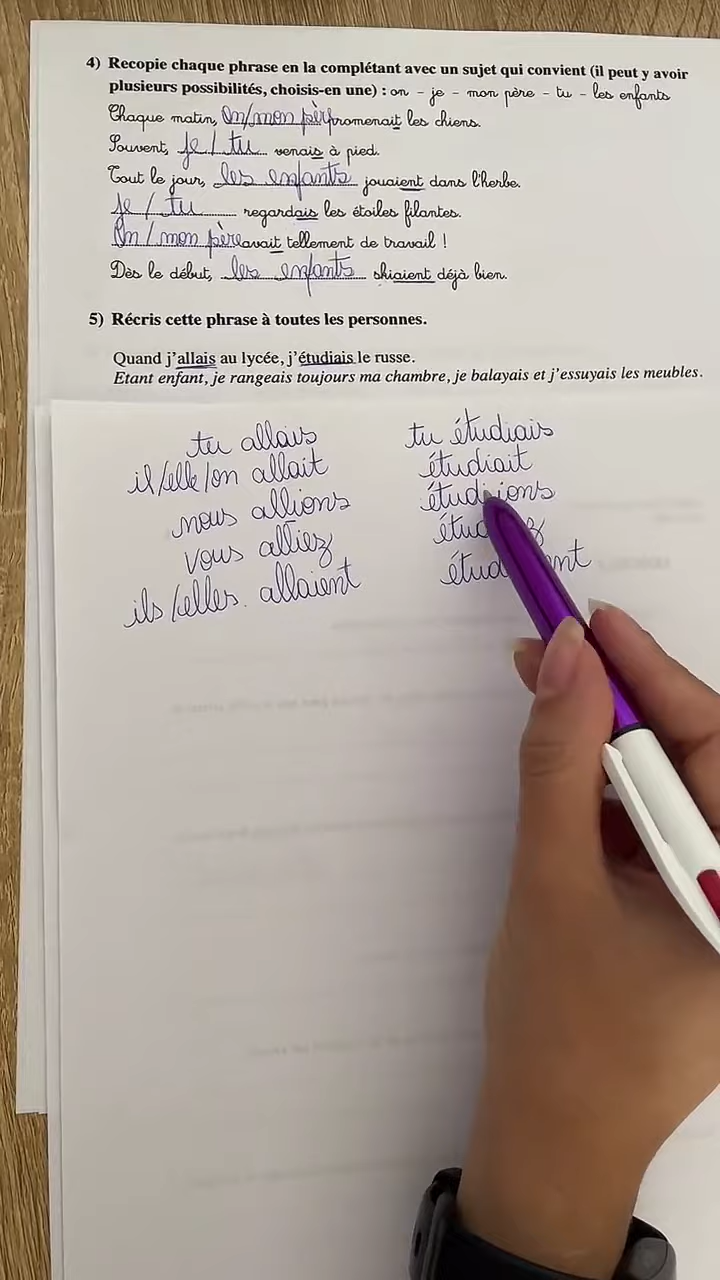 4) Recopie chaque phrase en la complétant avec un sujet qui convient (il peut y avoir
plusieurs possibilités, choisis-en une) : on - je - mon père - tu - les enfants
Chaque matin, On/mon père promenait les chiens.
Souvent, je / tu venais à pied.
Tout le jour, les enfants jouaient dans l'herbe.
je / tu regardais les étoiles filantes.
On / mon père avait tellement de travail !
Dès le début, les enfants skiaient déjà bien.
5) Récris cette phrase à toutes les personnes.
Quand j'allais au lycée, j'étudiais le russe.
Etant enfant, je rangeais toujours ma chambre, je balayais et j'essuyais les meubles.
tu allais tu étudiais
il/elle/on allait étudiait
nous allions étudiions
vous alliez
ils/elles allaient